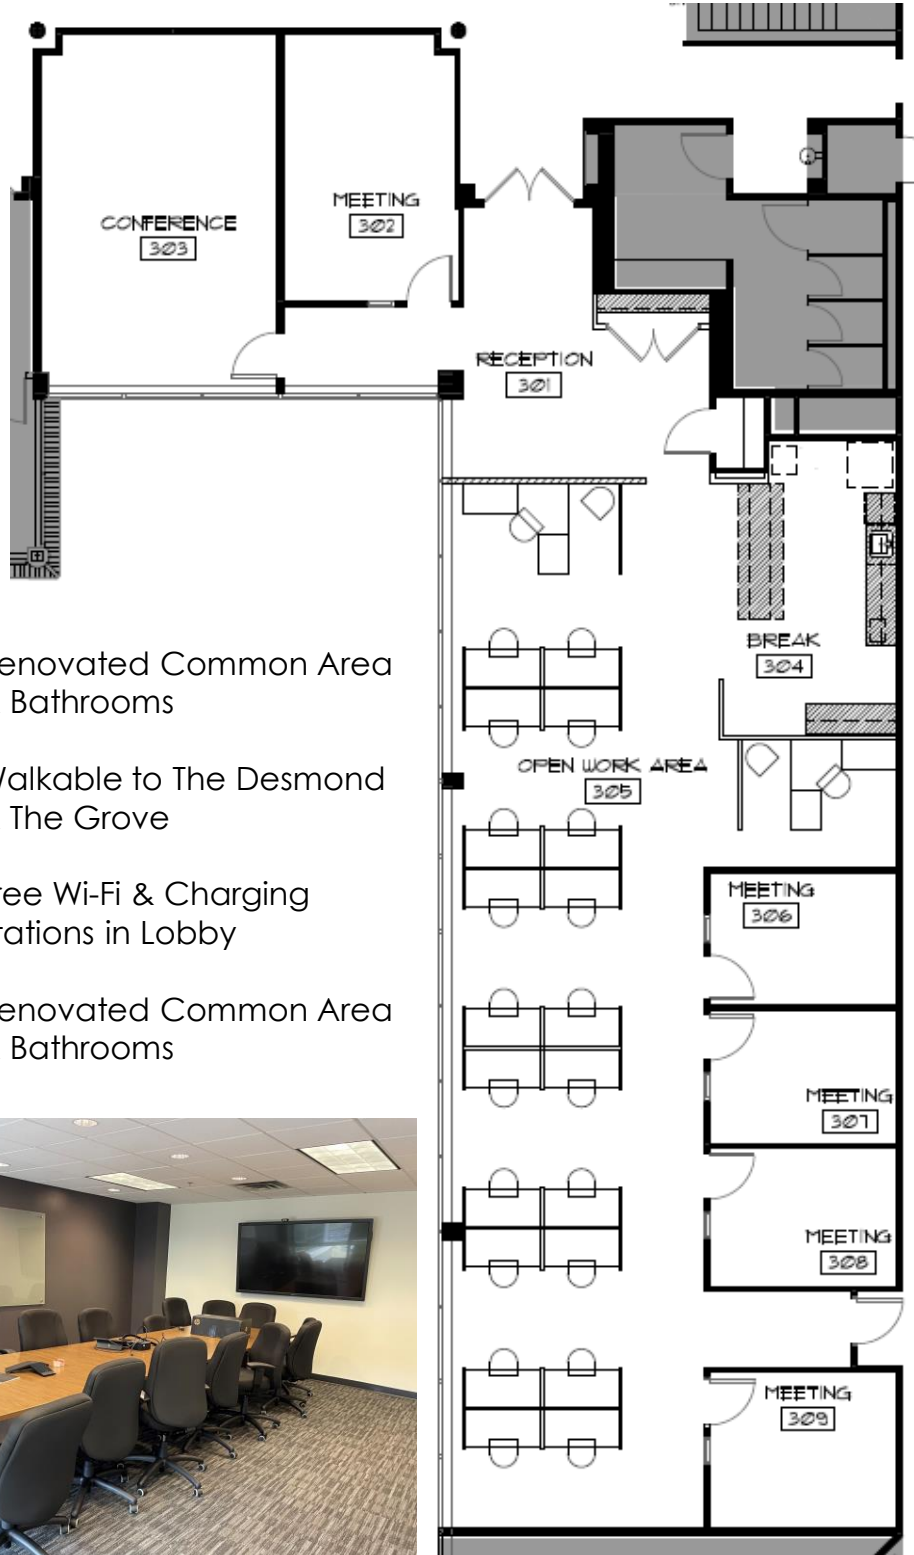 CONFERENCE
303
MEETING
302
RECEPTION
301
BREAK
304
OPEN WORK AREA
305
MEETING
306
MEETING
307
MEETING
308
MEETING
309
enovated Common Area
Bathrooms
Walkable to The Desmond
The Grove
ree Wi-Fi & Charging
tations in Lobby
enovated Common Area
Bathrooms